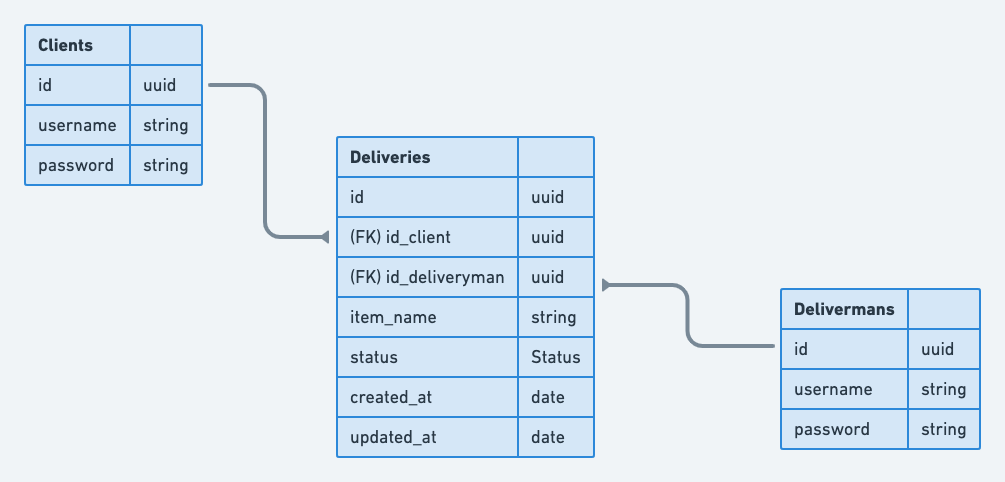 Clients
id uuid
username string
password string
Deliveries
id uuid
(FK) id_client uuid
(FK) id_deliveryman uuid
item_name string
status Status
created_at date
updated_at date
Delivermans
id uuid
username string
password string